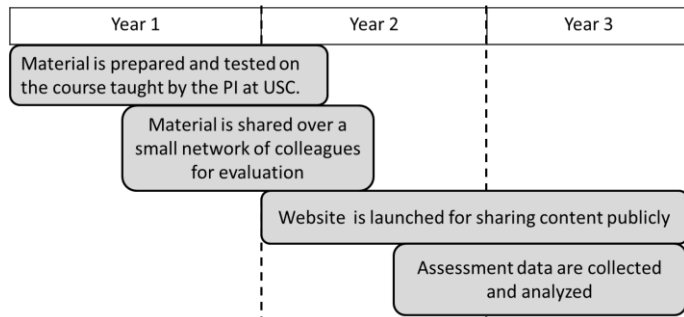 Year 1 Year 2 Year 3
Material is prepared and tested on
the course taught by the PI at USC.
Material is shared over a
small network of colleagues
for evaluation
Website is launched for sharing content publicly
Assessment data are collected
and analyzed